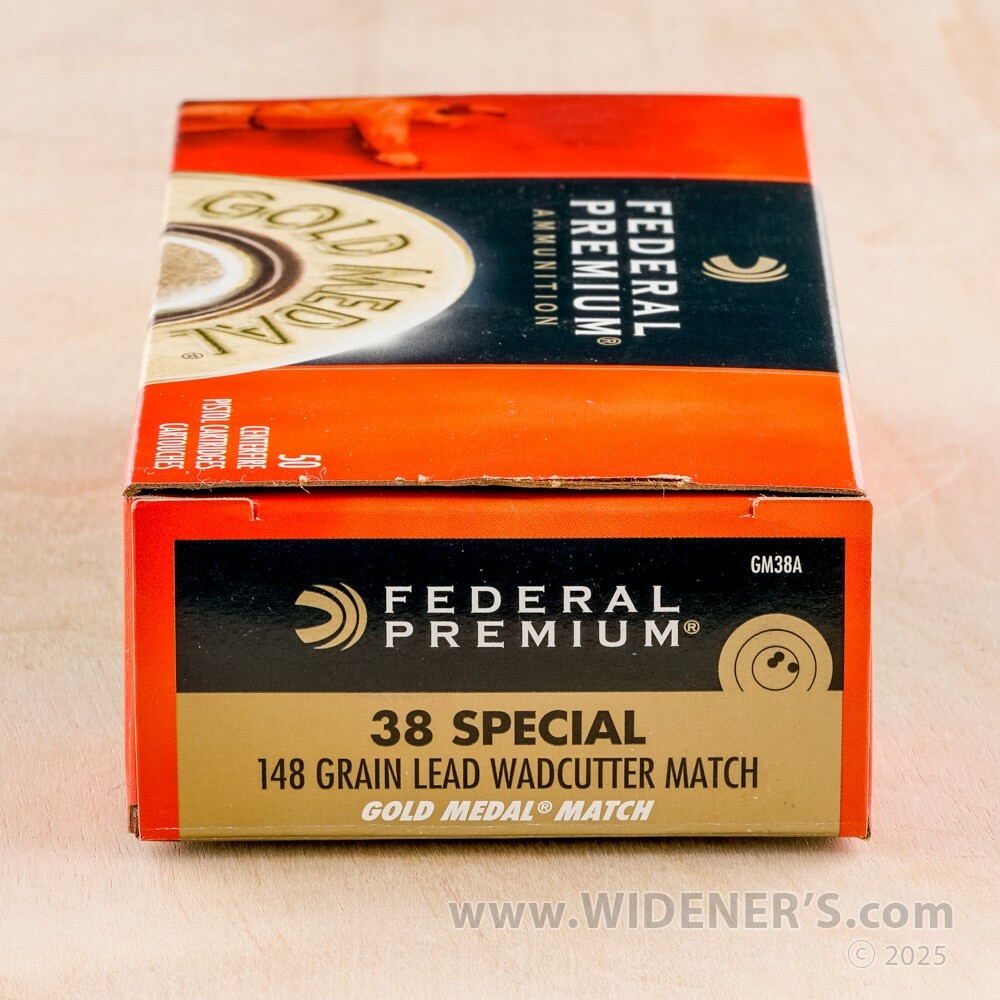 GOLD MEDAL®
FEDERAL
PREMIUM®
AMMUNITION
50
CENTERFIRE
PISTOL CARTRIDGES
CARTOUCHES
GM38A
FEDERAL
PREMIUM®
38 SPECIAL
148 GRAIN LEAD WADCUTTER MATCH
GOLD MEDAL® MATCH
www.WIDENER'S.com
© 2025